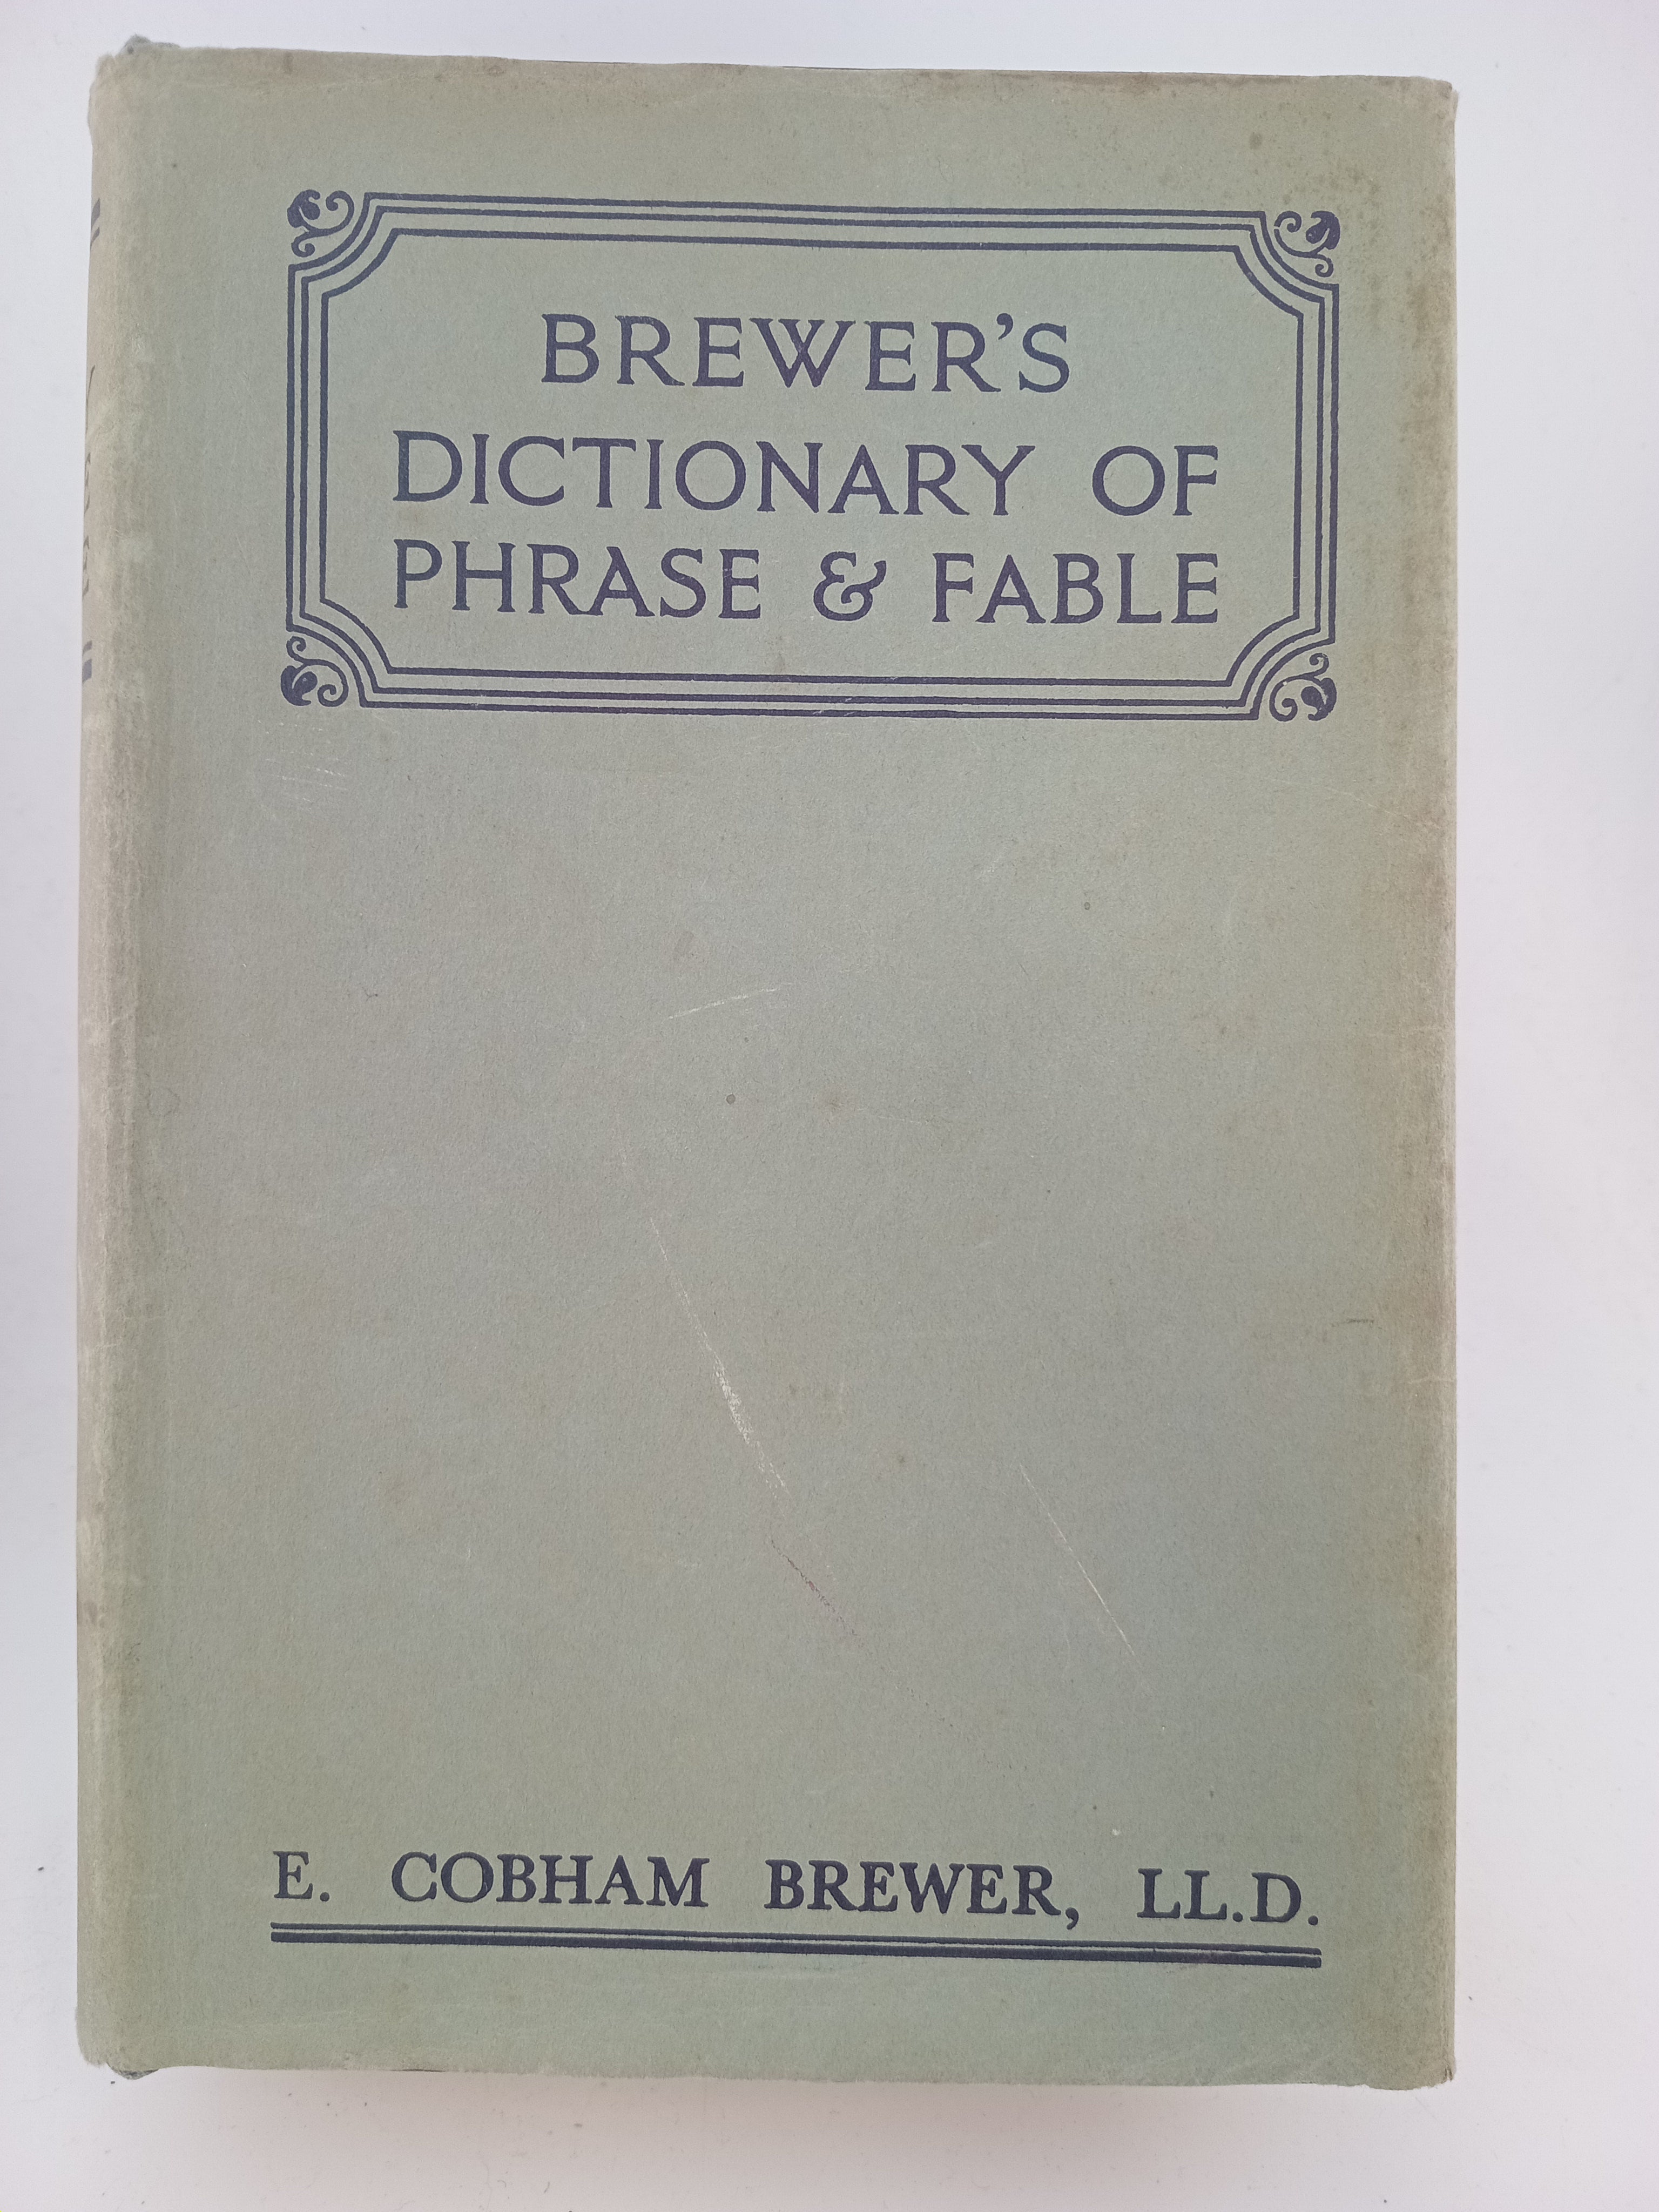 BREWER'S
DICTIONARY OF
PHRASE & FABLE
E. COBHAM BREWER, LL.D.